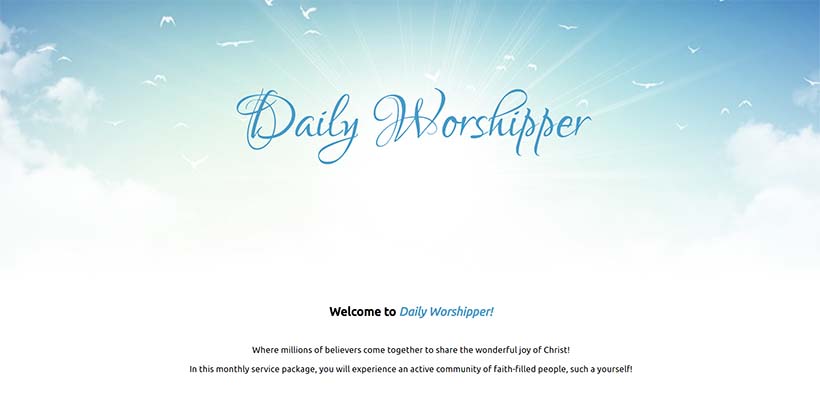 Daily Worshipper
Welcome to Daily Worshipper!
Where millions of believers come together to share the wonderful joy of Christ!
In this monthly service package, you will experience an active community of faith-filled people, such a yourself!